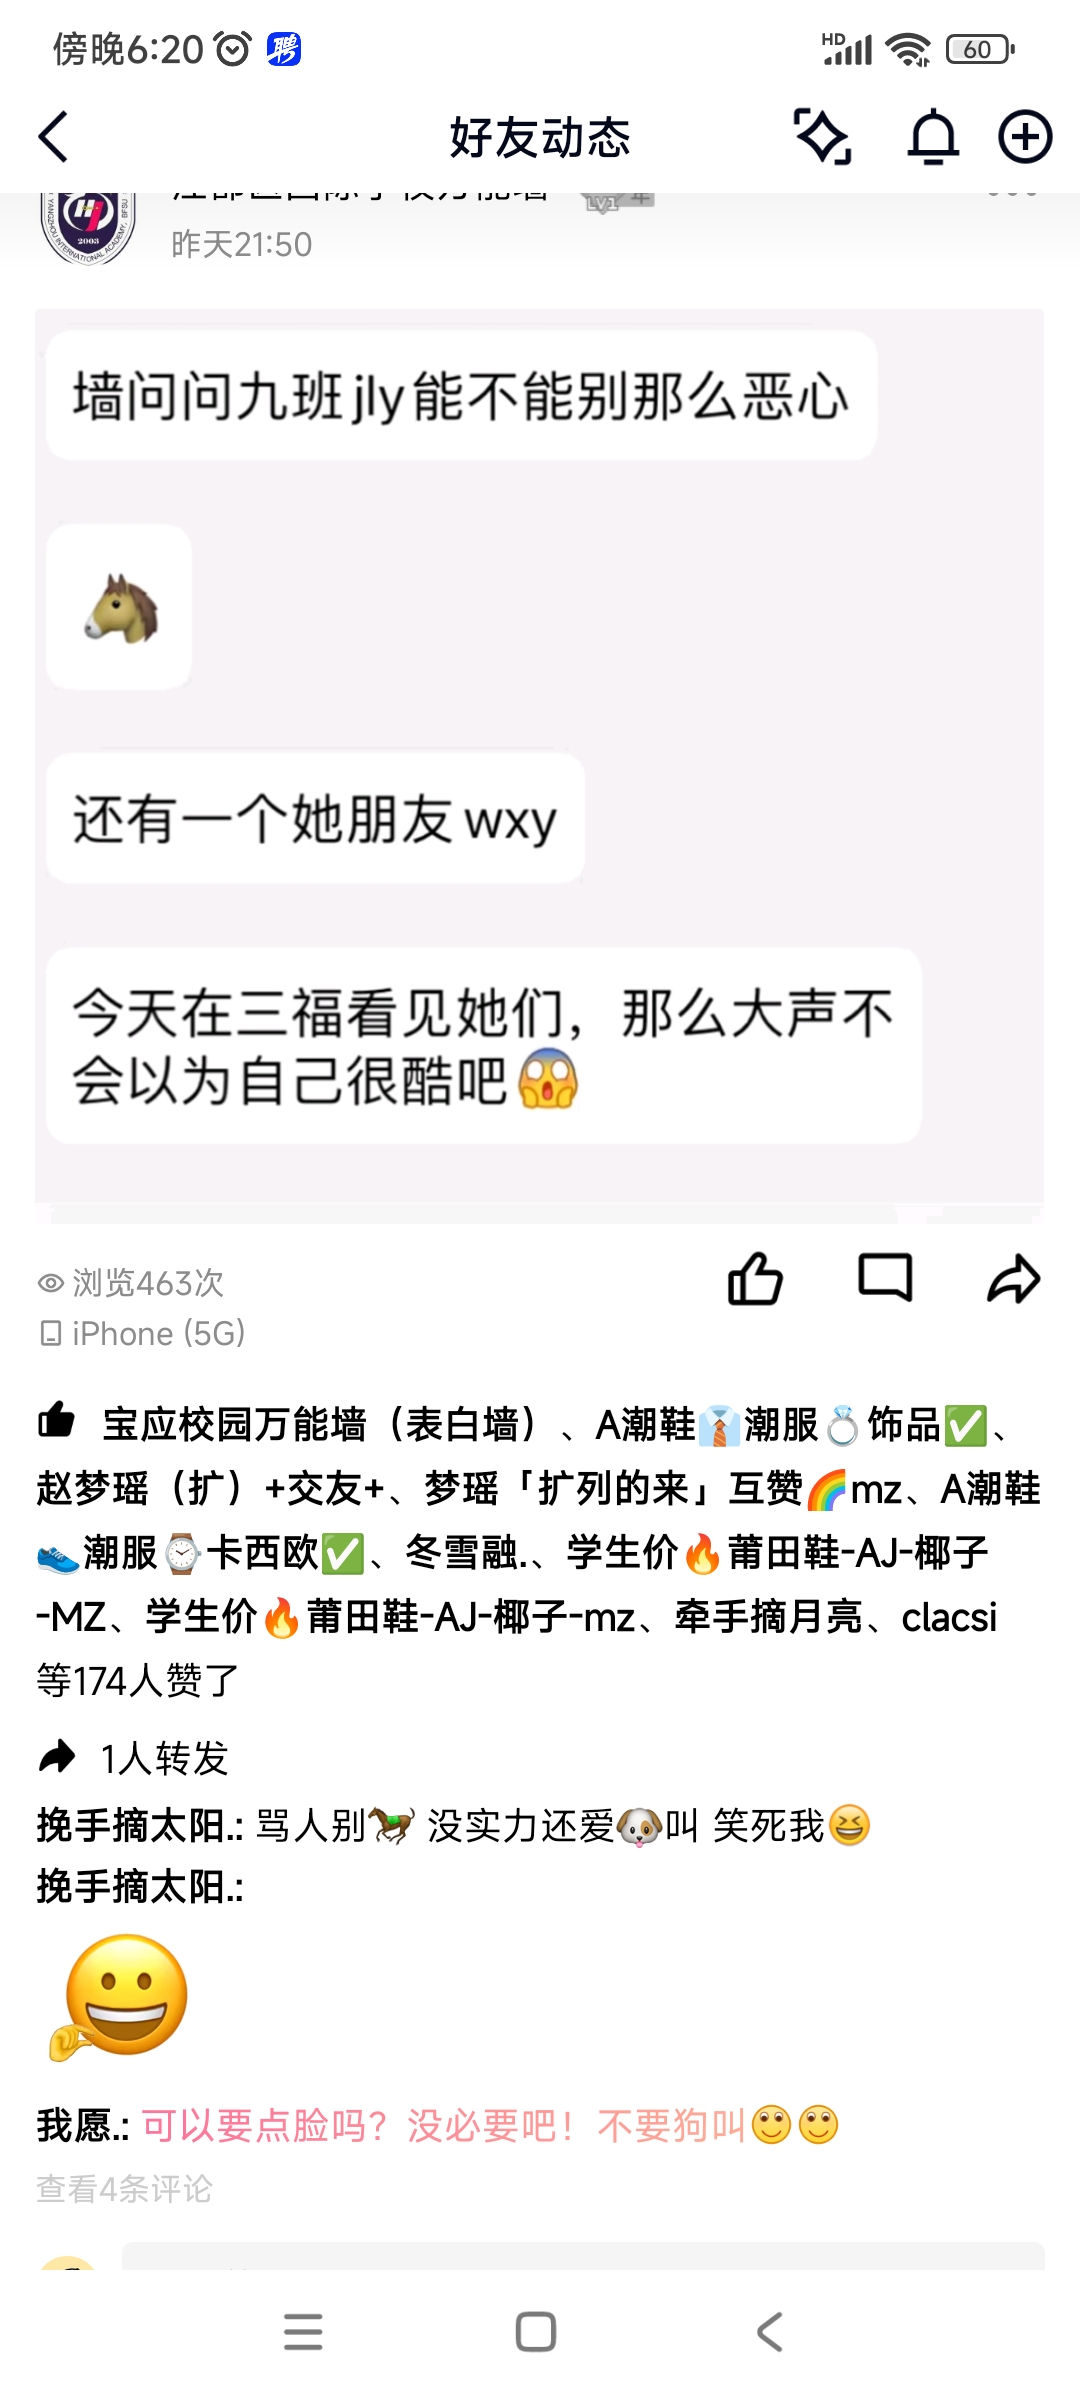 傍晚6:20 聘 HD 60
好友动态
LV1 年
YANGZHOU INTERNATIONAL ACADEMY, BFSU
HJ
2003
昨天21:50
墙问问九班jly能不能别那么恶心
还有一个她朋友wxy
今天在三福看见她们，那么大声不
会以为自己很酷吧😱
浏览463次
iPhone (5G)
宝应校园万能墙（表白墙）、A潮鞋👔潮服💍饰品✅、
赵梦瑶（扩）+交友+、梦瑶「扩列的来」互赞🌈mz、A潮鞋
👟潮服⌚卡西欧✅、冬雪融.、学生价🔥莆田鞋-AJ-椰子
-MZ、学生价🔥莆田鞋-AJ-椰子-mz、牵手摘月亮、clacsi
等174人赞了
1人转发
挽手摘太阳.: 骂人别🐎 没实力还爱🐶叫 笑死我😆
挽手摘太阳.:
我愿.: 可以要点脸吗？没必要吧！不要狗叫🙂🙂
查看4条评论